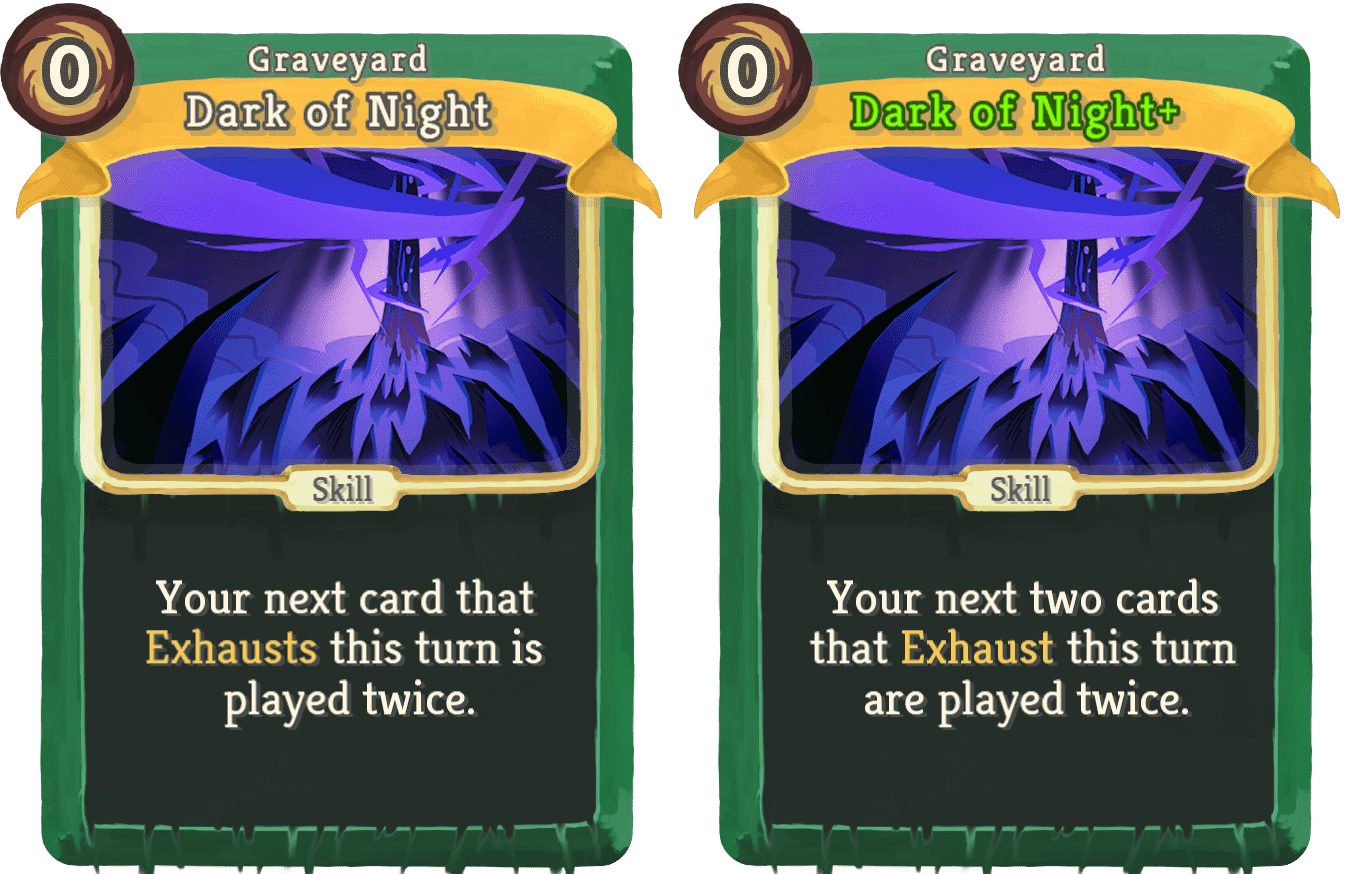 0
Graveyard
Dark of Night
Skill
Your next card that
Exhausts this turn is
played twice.
0
Graveyard
Dark of Night+
Skill
Your next two cards
that Exhaust this turn
are played twice.